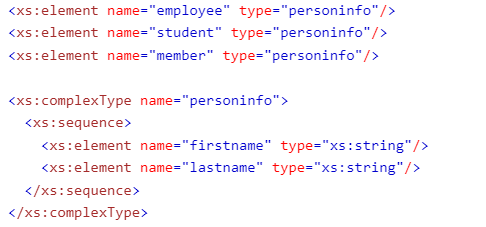 <xs:element name="employee" type="personinfo"/>
<xs:element name="student" type="personinfo"/>
<xs:element name="member" type="personinfo"/>
<xs:complexType name="personinfo">
<xs:sequence>
<xs:element name="firstname" type="xs:string"/>
<xs:element name="lastname" type="xs:string"/>
</xs:sequence>
</xs:complexType>